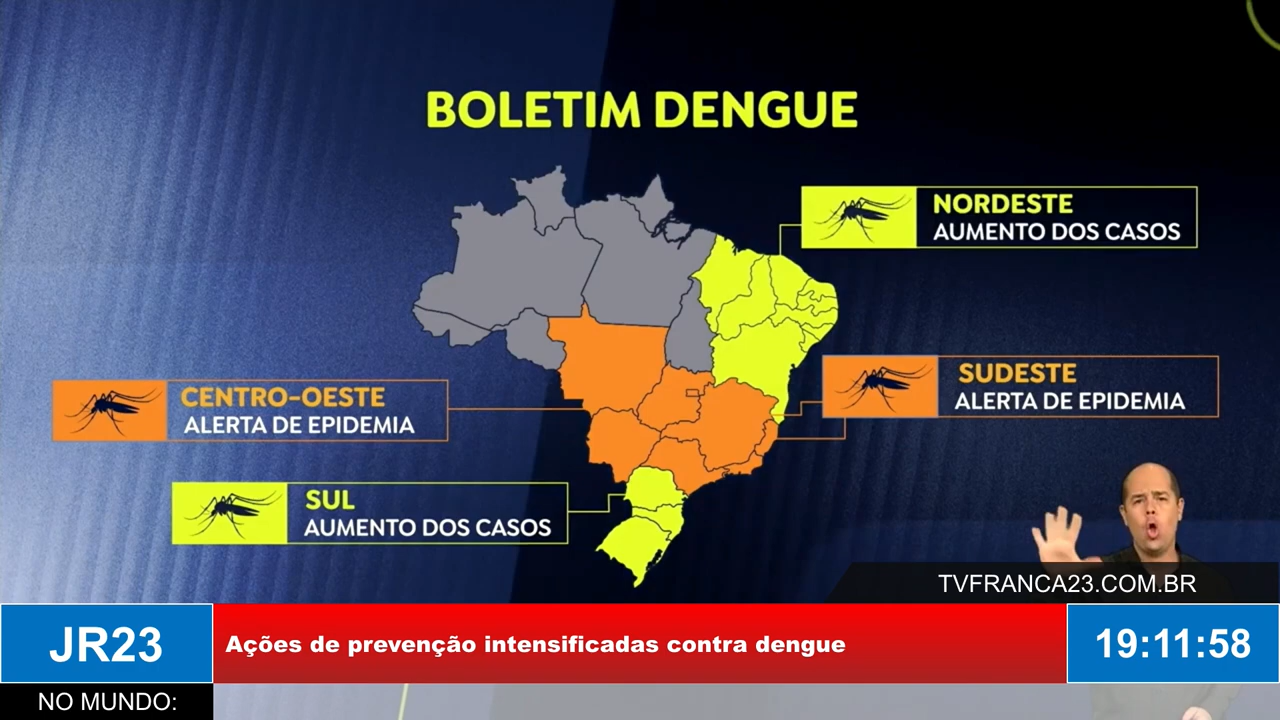 BOLETIM DENGUE
NORDESTE
AUMENTO DOS CASOS
SUDESTE
ALERTA DE EPIDEMIA
CENTRO-OESTE
ALERTA DE EPIDEMIA
SUL
AUMENTO DOS CASOS
TVFRANCA23.COM.BR
JR23
Ações de prevenção intensificadas contra dengue
19:11:58
NO MUNDO: